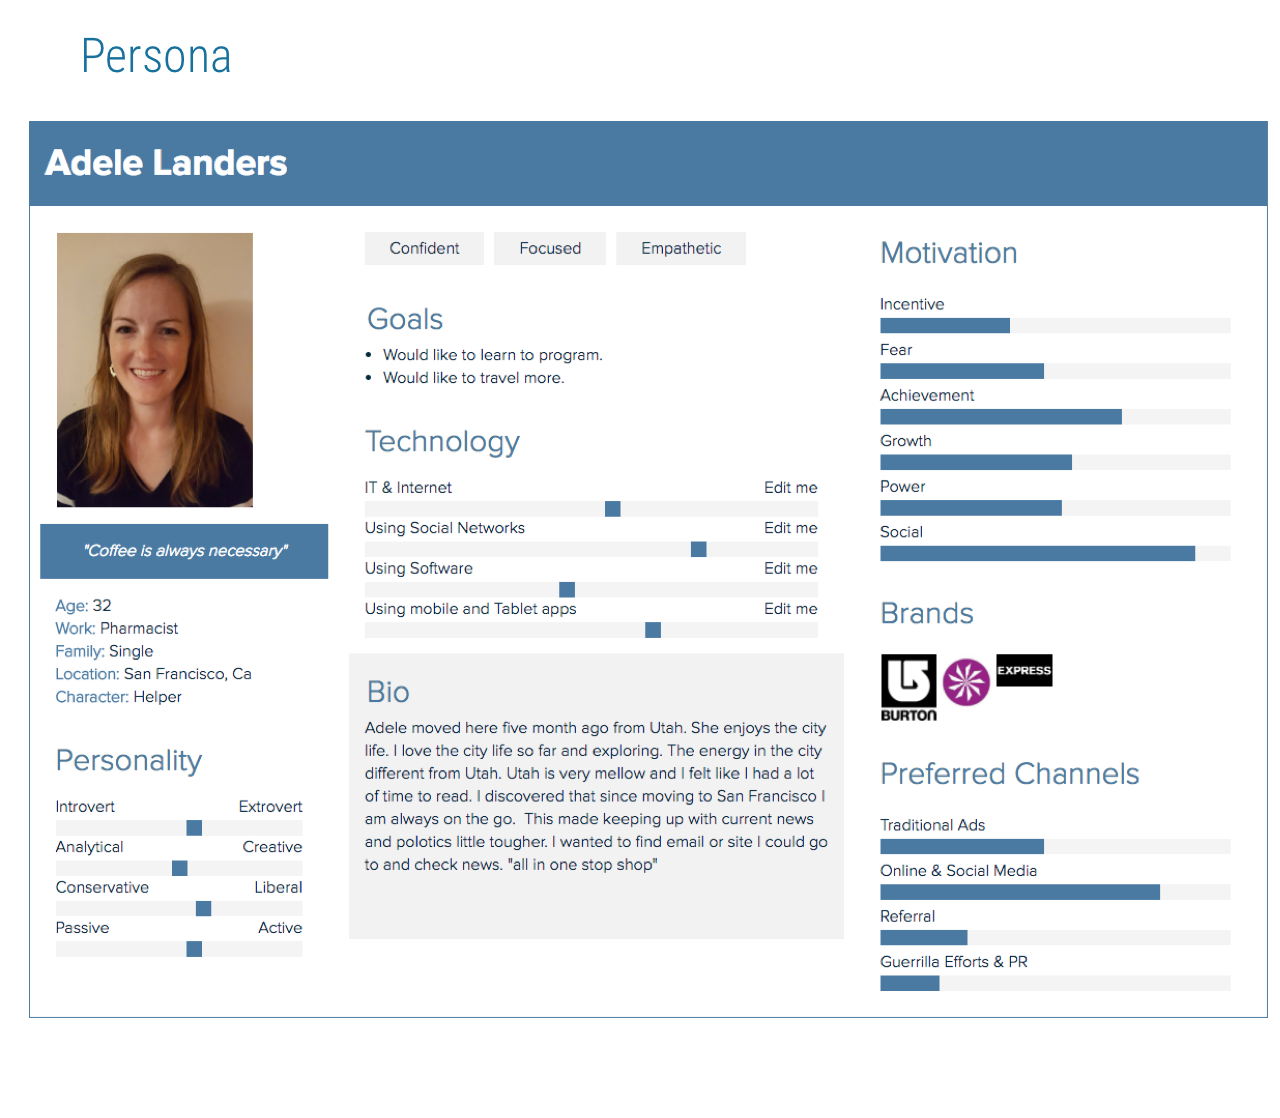 Persona
Adele Landers
"Coffee is always necessary"
Age: 32
Work: Pharmacist
Family: Single
Location: San Francisco, Ca
Character: Helper
Personality
Introvert Extrovert
Analytical Creative
Conservative Liberal
Passive Active
Confident Focused Empathetic
Goals
• Would like to learn to program.
• Would like to travel more.
Technology
IT & Internet Edit me
Using Social Networks Edit me
Using Software Edit me
Using mobile and Tablet apps Edit me
Bio
Adele moved here five month ago from Utah. She enjoys the city
life. I love the city life so far and exploring. The energy in the city
different from Utah. Utah is very mellow and I felt like I had a lot
of time to read. I discovered that since moving to San Francisco I
am always on the go.  This made keeping up with current news
and polotics little tougher. I wanted to find email or site I could go
to and check news. "all in one stop shop"
Motivation
Incentive
Fear
Achievement
Growth
Power
Social
Brands
BURTON
EXPRESS
Preferred Channels
Traditional Ads
Online & Social Media
Referral
Guerrilla Efforts & PR